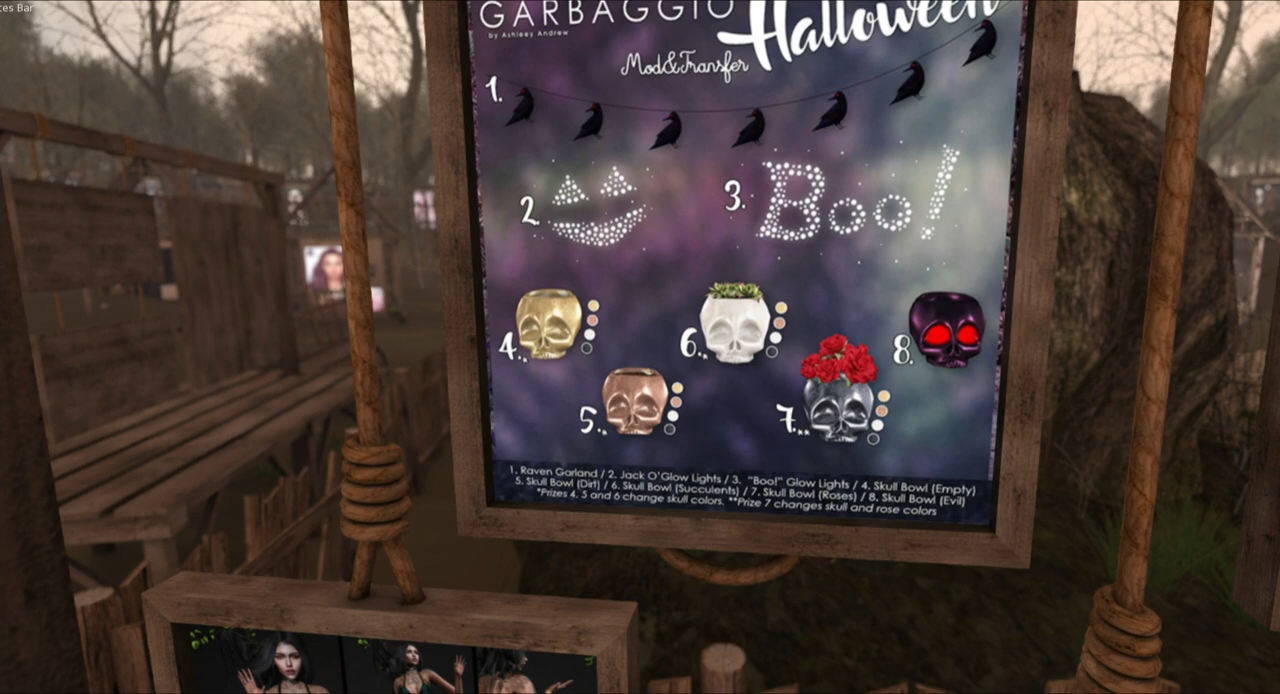 ces Bar
GARBAGGIO Halloween
by Ashleey Andrew
Mod&Transfer
1.
2.
3. Boo!
4.*
6.*
8.
5.*
7.**
1. Raven Garland / 2. Jack O'Glow Lights / 3. "Boo!" Glow Lights / 4. Skull Bowl (Empty)
5. Skull Bowl (Dirt) / 6. Skull Bowl (Succulents) / 7. Skull Bowl (Roses) / 8. Skull Bowl (Evil)
*Prizes 4, 5 and 6 change skull colors. **Prize 7 changes skull and rose colors